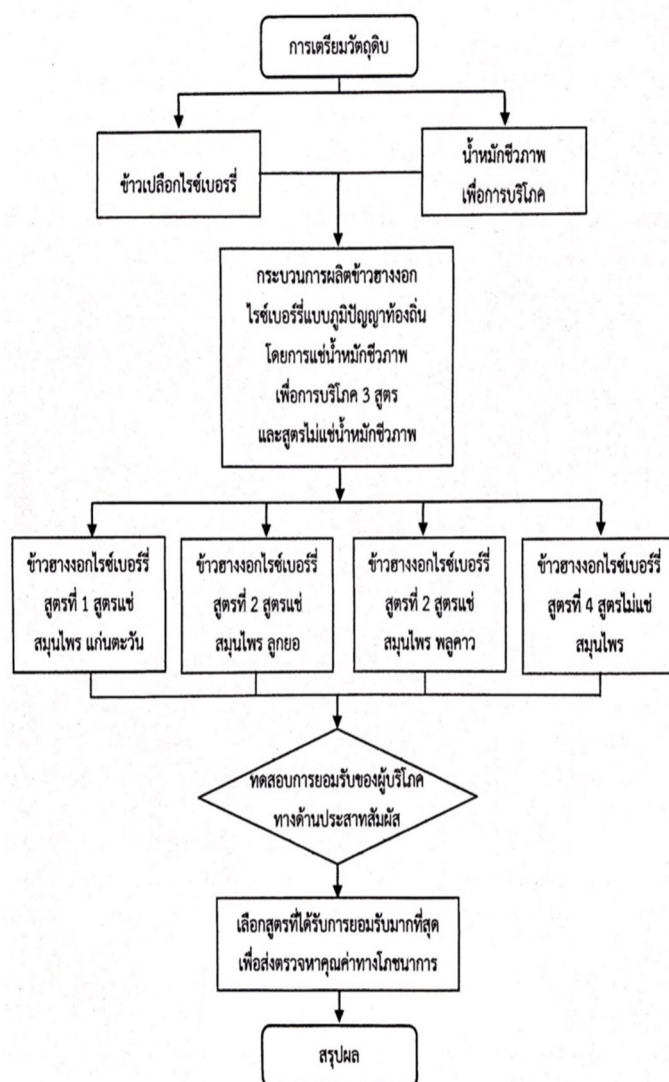 การเตรียมวัตถุดิบ
ข้าวเปลือกไรซ์เบอร์รี่
น้ำหมักชีวภาพ
เพื่อการบริโภค
กระบวนการผลิตข้าวฮางงอก
ไรซ์เบอร์รี่แบบภูมิปัญญาท้องถิ่น
โดยการแช่น้ำหมักชีวภาพ
เพื่อการบริโภค 3 สูตร
และสูตรไม่แช่น้ำหมักชีวภาพ
ข้าวฮางงอกไรซ์เบอร์รี่
สูตรที่ 1 สูตรแช่
สมุนไพร แก่นตะวัน
ข้าวฮางงอกไรซ์เบอร์รี่
สูตรที่ 2 สูตรแช่
สมุนไพร ลูกยอ
ข้าวฮางงอกไรซ์เบอร์รี่
สูตรที่ 2 สูตรแช่
สมุนไพร พลูคาว
ข้าวฮางงอกไรซ์เบอร์รี่
สูตรที่ 4 สูตรไม่แช่
สมุนไพร
ทดสอบการยอมรับของผู้บริโภค
ทางด้านประสาทสัมผัส
เลือกสูตรที่ได้รับการยอมรับมากที่สุด
เพื่อส่งตรวจหาคุณค่าทางโภชนาการ
สรุปผล